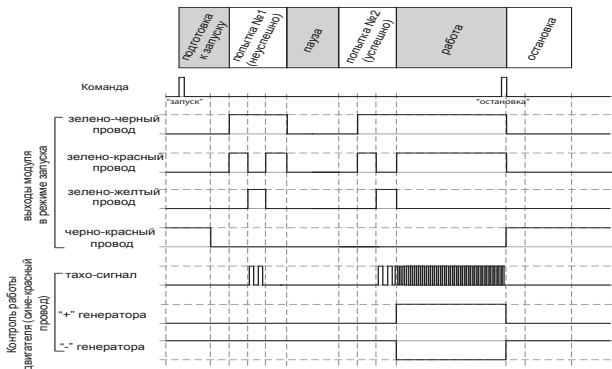 подготовка
к запуску
попытка №1
(неуспешно)
пауза
попытка №2
(успешно)
работа
остановка
Команда
"запуск"
"остановка"
зелено-черный
провод
зелено-красный
провод
зелено-желтый
провод
черно-красный
провод
выходы модуля
в режиме запуска
тахо-сигнал
"+" генератора
"-" генератора
Контроль работы
двигателя (сине-красный
провод)